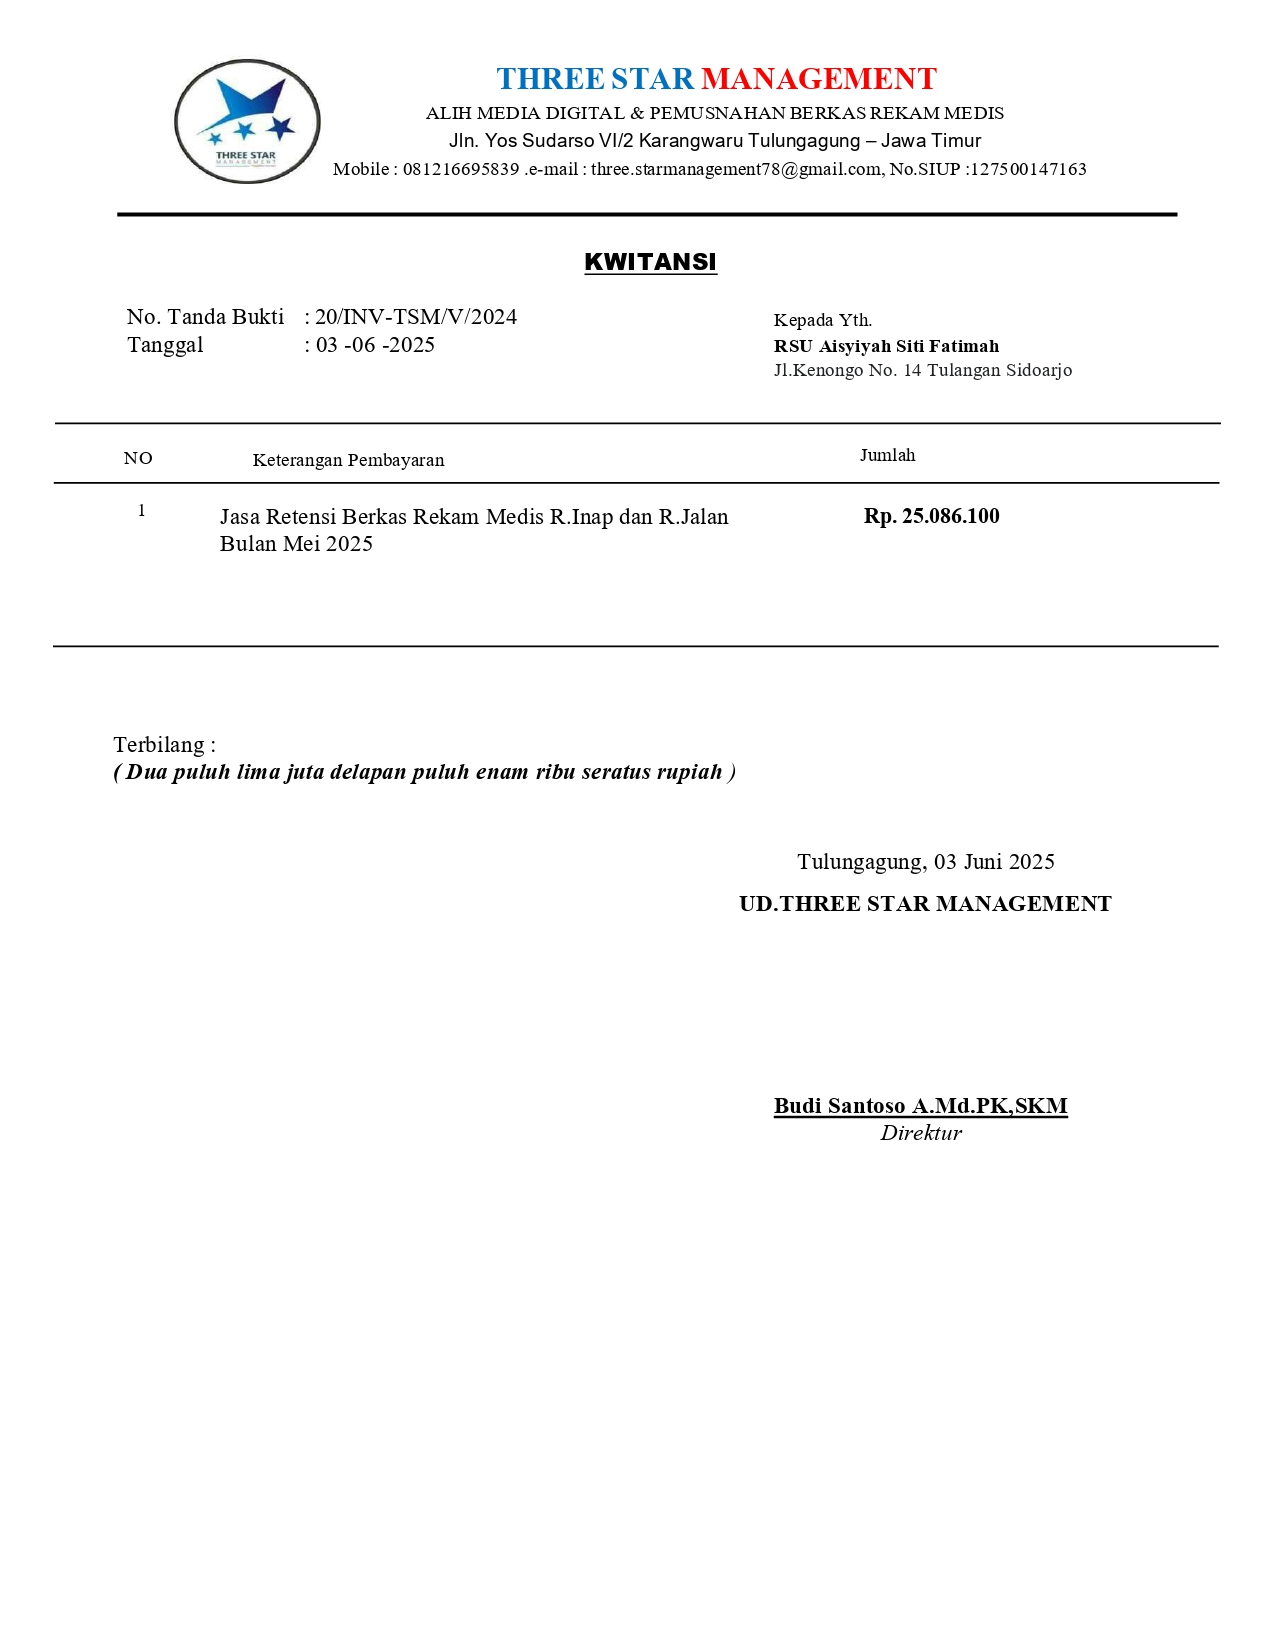 THREE STAR
MANAGEMENT
THREE STAR MANAGEMENT
ALIH MEDIA DIGITAL & PEMUSNAHAN BERKAS REKAM MEDIS
Jln. Yos Sudarso VI/2 Karangwaru Tulungagung – Jawa Timur
Mobile : 081216695839 .e-mail : three.starmanagement78@gmail.com, No.SIUP :127500147163
KWITANSI
No. Tanda Bukti : 20/INV-TSM/V/2024
Tanggal : 03 -06 -2025
Kepada Yth.
RSU Aisyiyah Siti Fatimah
Jl.Kenongo No. 14 Tulangan Sidoarjo
NO Keterangan Pembayaran Jumlah
1 Jasa Retensi Berkas Rekam Medis R.Inap dan R.Jalan Rp. 25.086.100
Bulan Mei 2025
Terbilang :
( Dua puluh lima juta delapan puluh enam ribu seratus rupiah )
Tulungagung, 03 Juni 2025
UD.THREE STAR MANAGEMENT
Budi Santoso A.Md.PK,SKM
Direktur